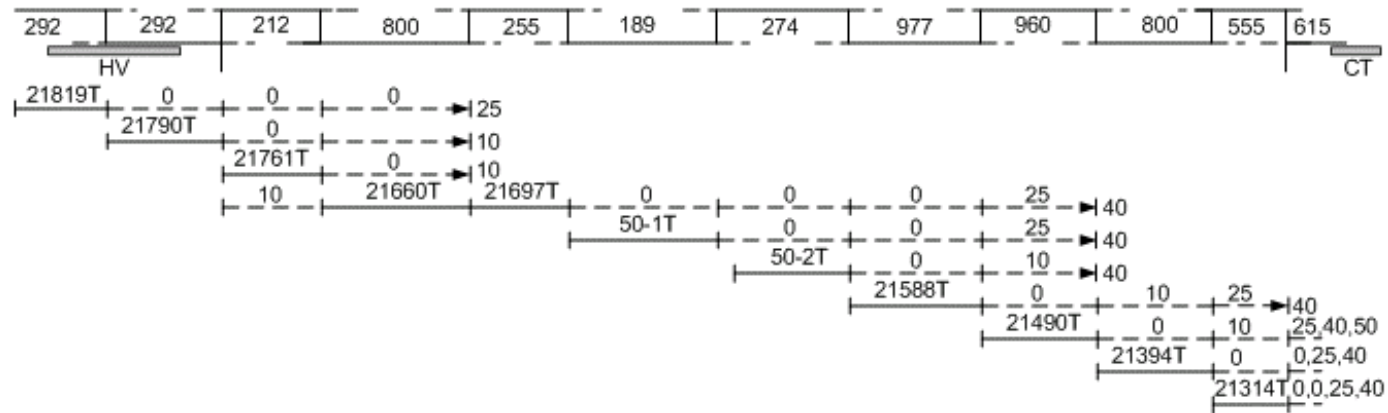 292 292 212 800 255 189 274 977 960 800 555 615
HV CT
21819T 0 0 0 25
21790T 0 10
21761T 0 10
10 21660T 21697T 0 0 0 25 40
50-1T 0 0 25 40
50-2T 0 10 40
21588T 0 10 25 40
21490T 0 10 25,40,50
21394T 0 0,25,40
21314T 0,0,25,40